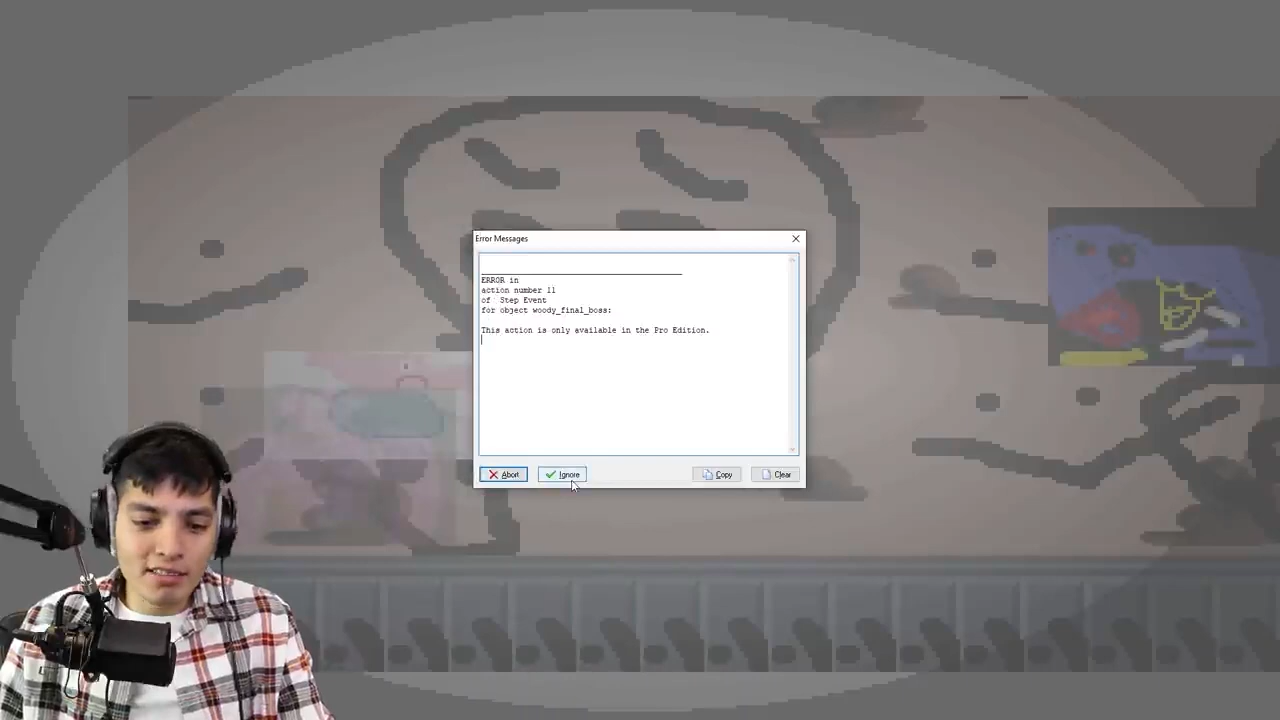 Error Messages
ERROR in
action number 11
of  Step Event
for object woody_final_boss:
This action is only available in the Pro Edition.
Abort
Ignore
Copy
Clear